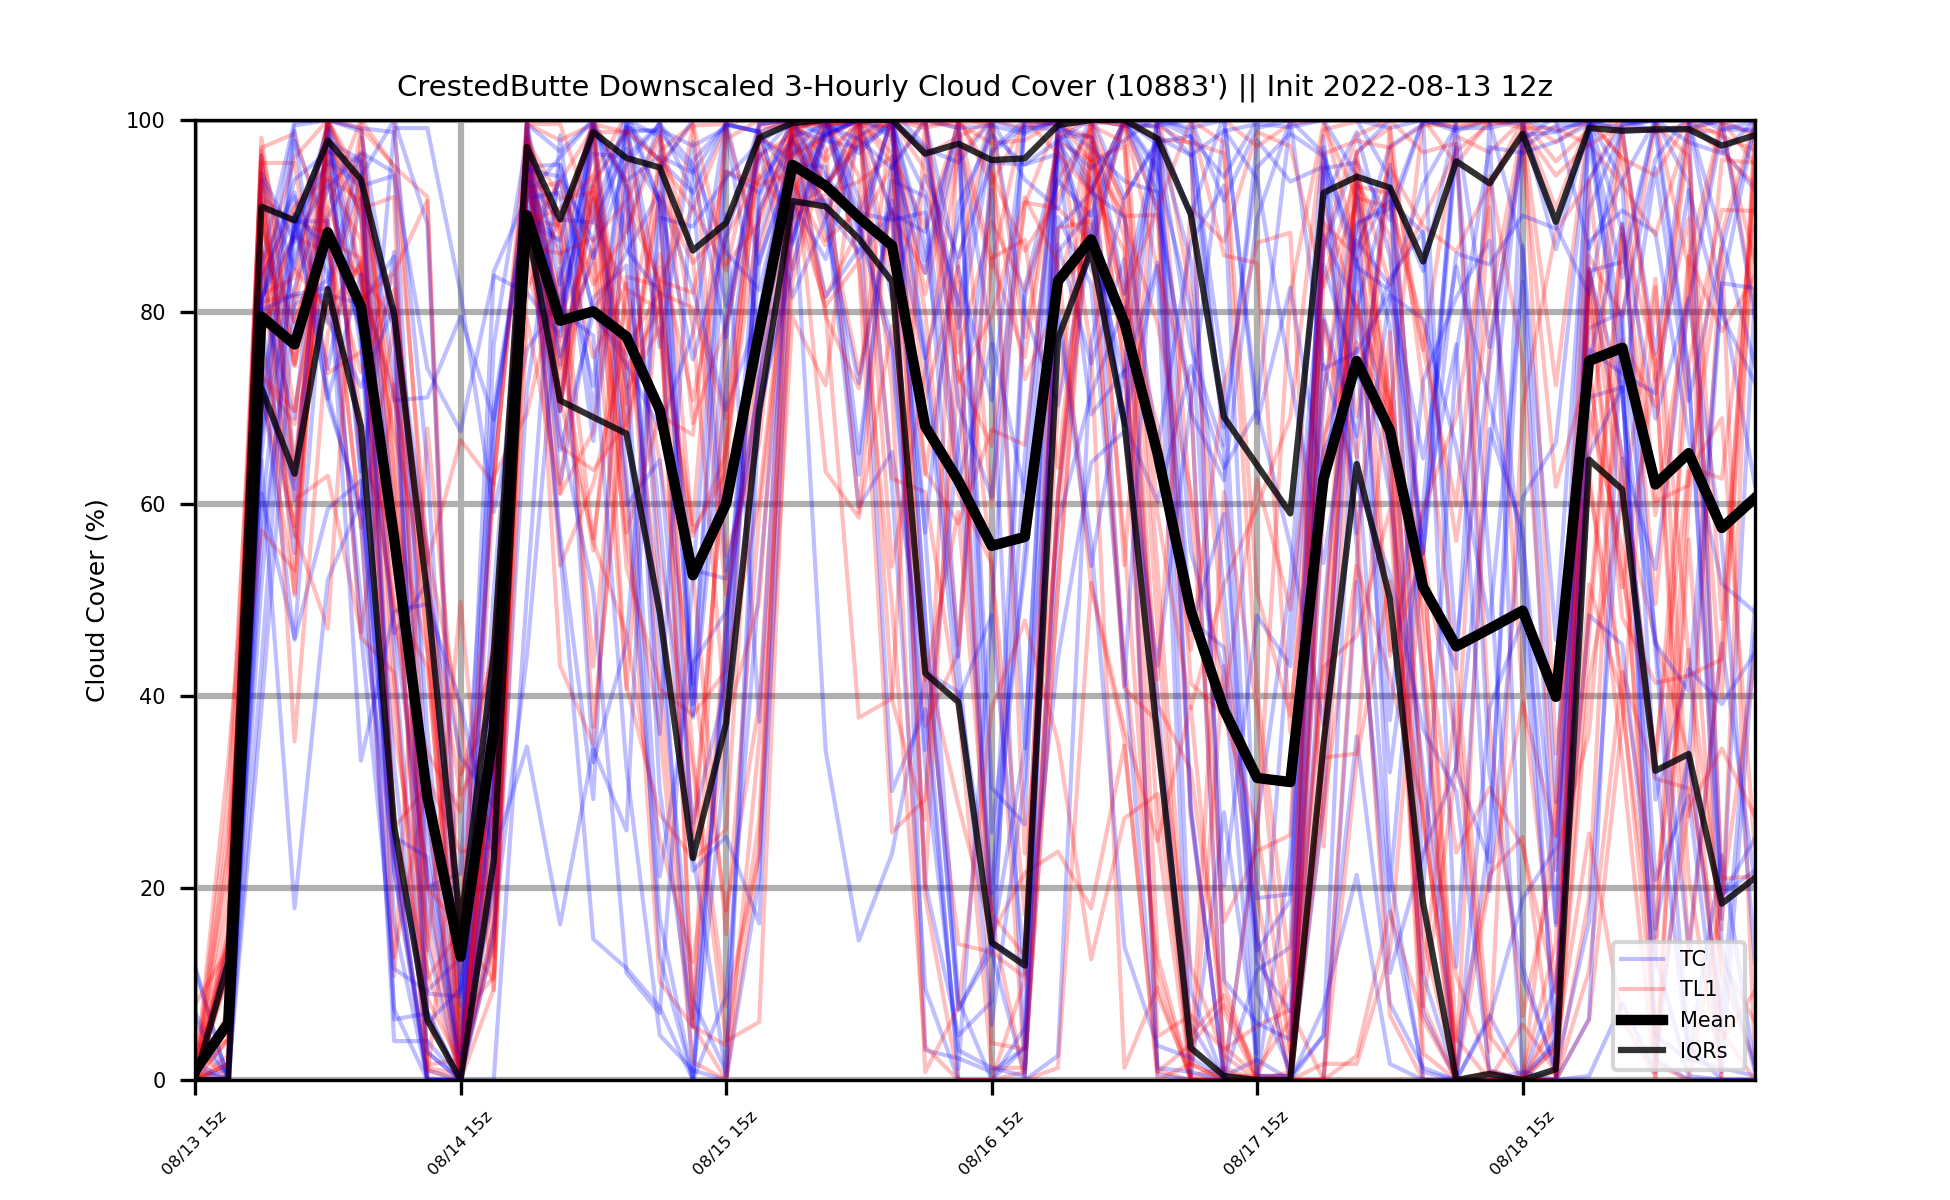 CrestedButte Downscaled 3-Hourly Cloud Cover (10883') || Init 2022-08-13 12z
Cloud Cover (%)
100
80
60
40
20
0
TC
TL1
Mean
IQRs
08/13 15z
08/14 15z
08/15 15z
08/16 15z
08/17 15z
08/18 15z